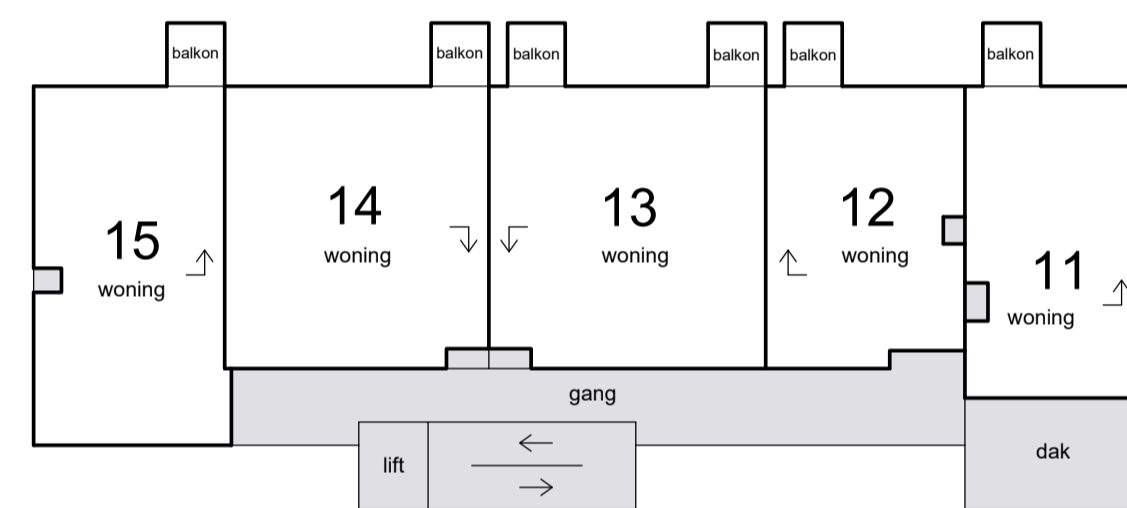 balkon
balkon
balkon
balkon
balkon
balkon
15
woning
14
woning
13
woning
12
woning
11
woning
gang
lift
dak